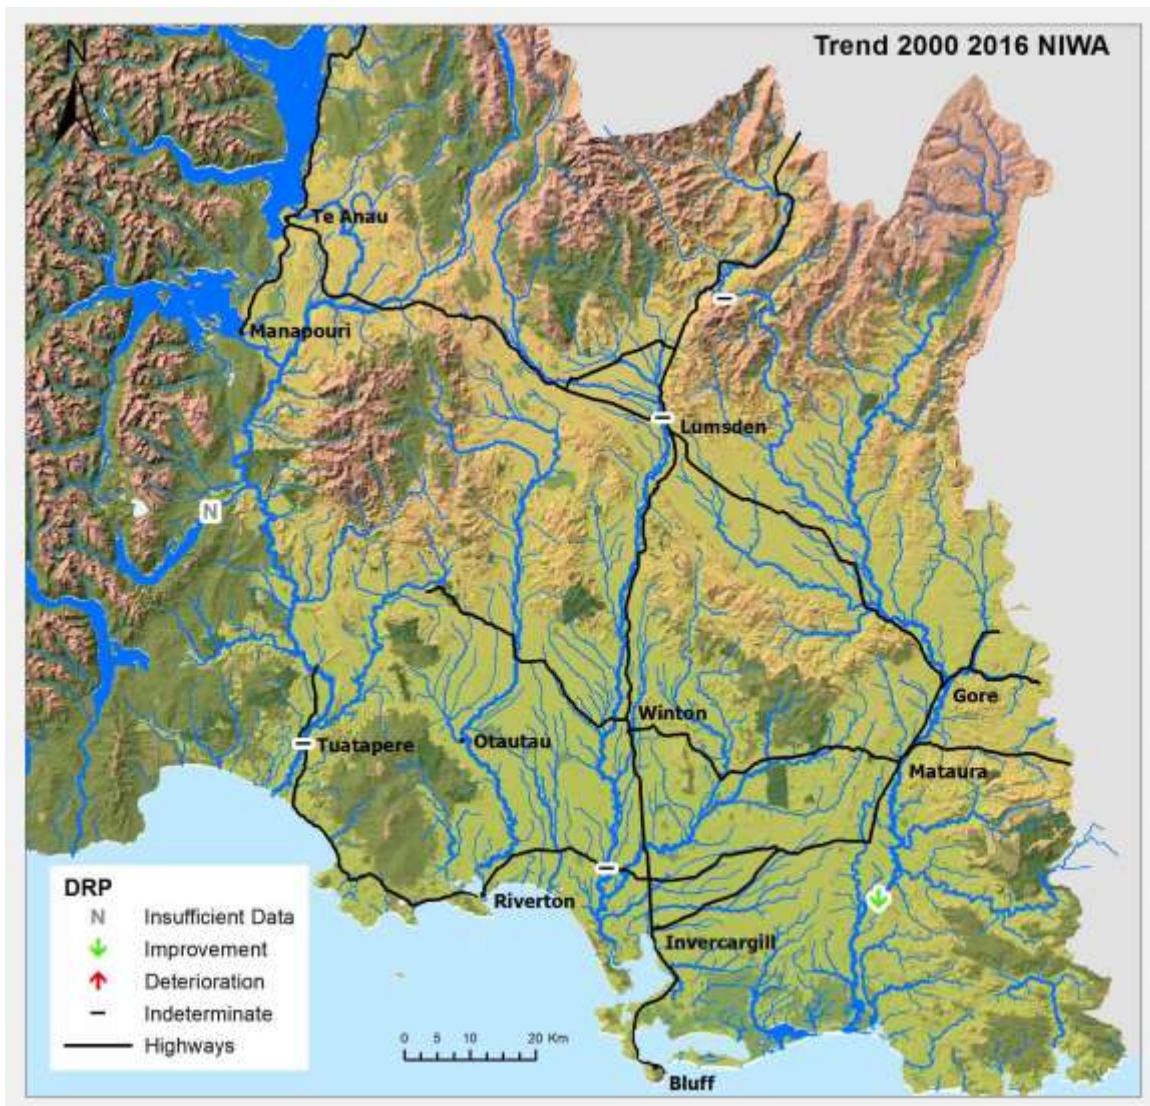 Trend 2000 2016 NIWA
N
Te Anau
Manapouri
Lumsden
N
Gore
Winton
Otautau
Tuatapere
Mataura
DRP
N Insufficient Data
Improvement
Deterioration
Indeterminate
Highways
Riverton
Invercargill
0 5 10 20 Km
Bluff